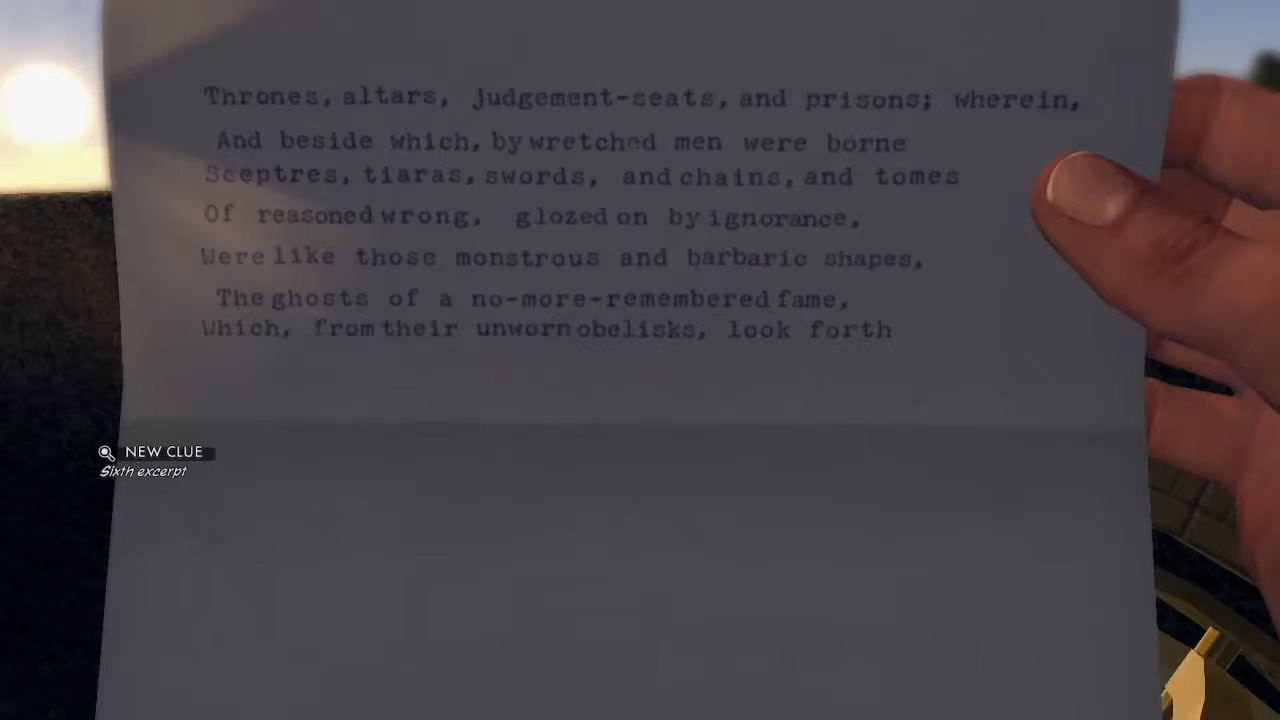 Thrones, altars, judgement-seats, and prisons; wherein,
And beside which, by wretched men were borne
Sceptres, tiaras, swords, and chains, and tomes
Of reasoned wrong, glozed on by ignorance,
Were like those monstrous and barbaric shapes,
The ghosts of a no-more-remembered fame,
Which, from their unworn obelisks, look forth
NEW CLUE
Sixth excerpt